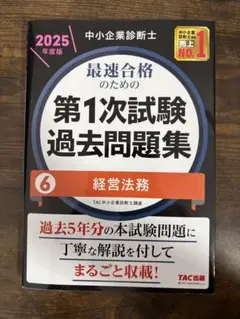 2025
年度版
中小企業診断士
売上
NO.1
最速合格
のための
第1次試験
過去問題集
6
経営法務
TAC中小企業診断士講座
過去5年分の本試験問題に
丁寧な解説を付して
まるごと収載!
TAC出版